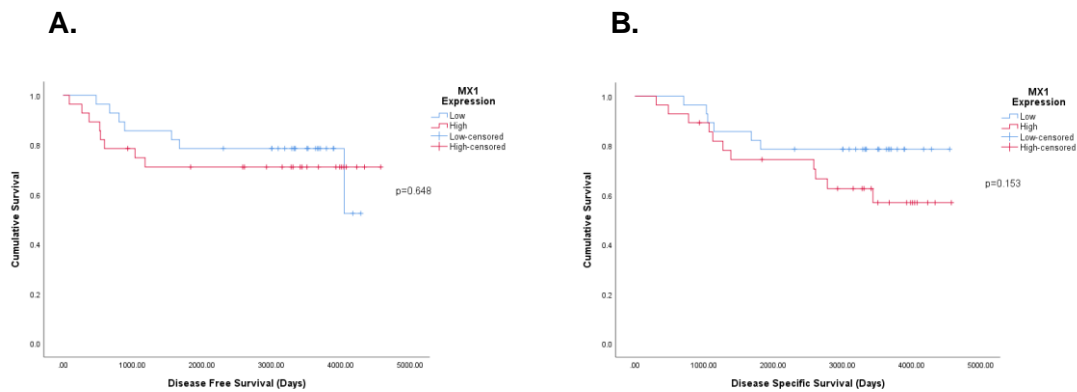 A.
MX1
Expression
Low
High
Low-censored
High-censored
1.0
0.8
0.6
0.4
0.2
0.0
p=0.648
Cumulative Survival
.00 1000.00 2000.00 3000.00 4000.00 5000.00
Disease Free Survival (Days)
B.
MX1
Expression
Low
High
Low-censored
High-censored
1.0
0.8
0.6
0.4
0.2
0.0
p=0.153
Cumulative Survival
.00 1000.00 2000.00 3000.00 4000.00 5000.00
Disease Specific Survival (Days)